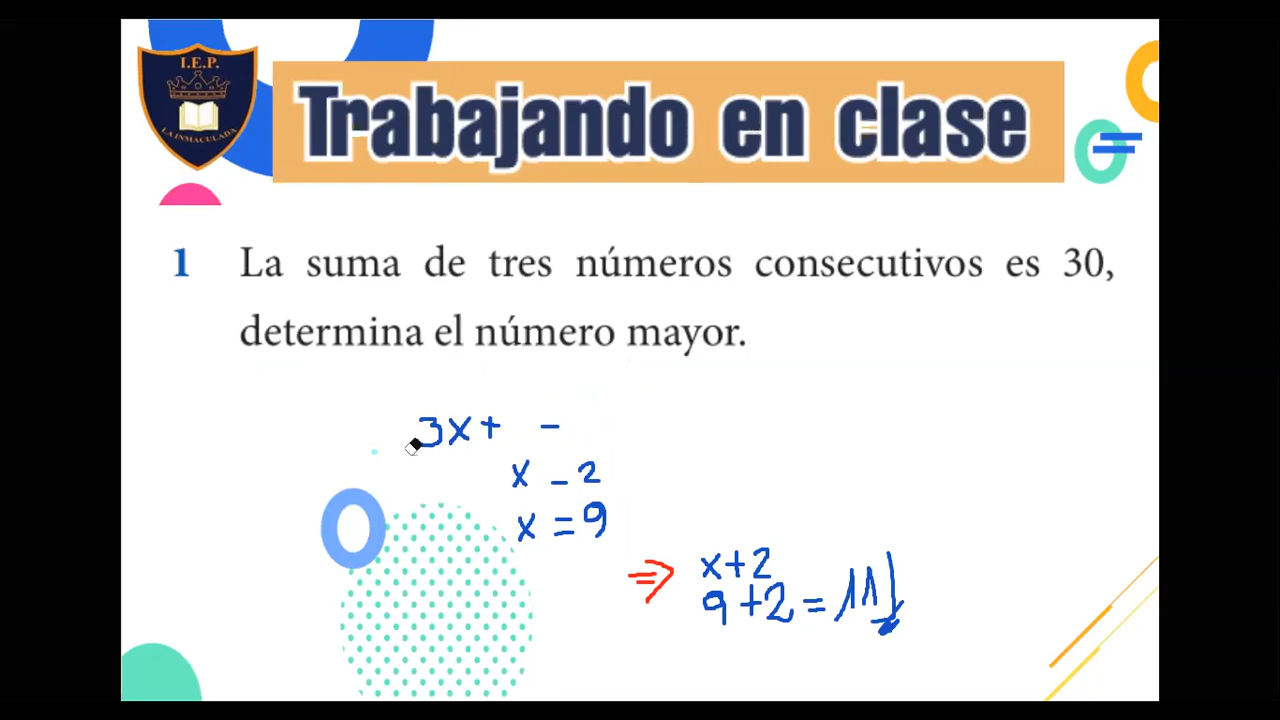 I.E.P.
LA INMACULADA
Trabajando en clase
1 La suma de tres números consecutivos es 30,
determina el número mayor.
3x+ -
x - 2
x = 9
⇒ x+2
9+2 = 11